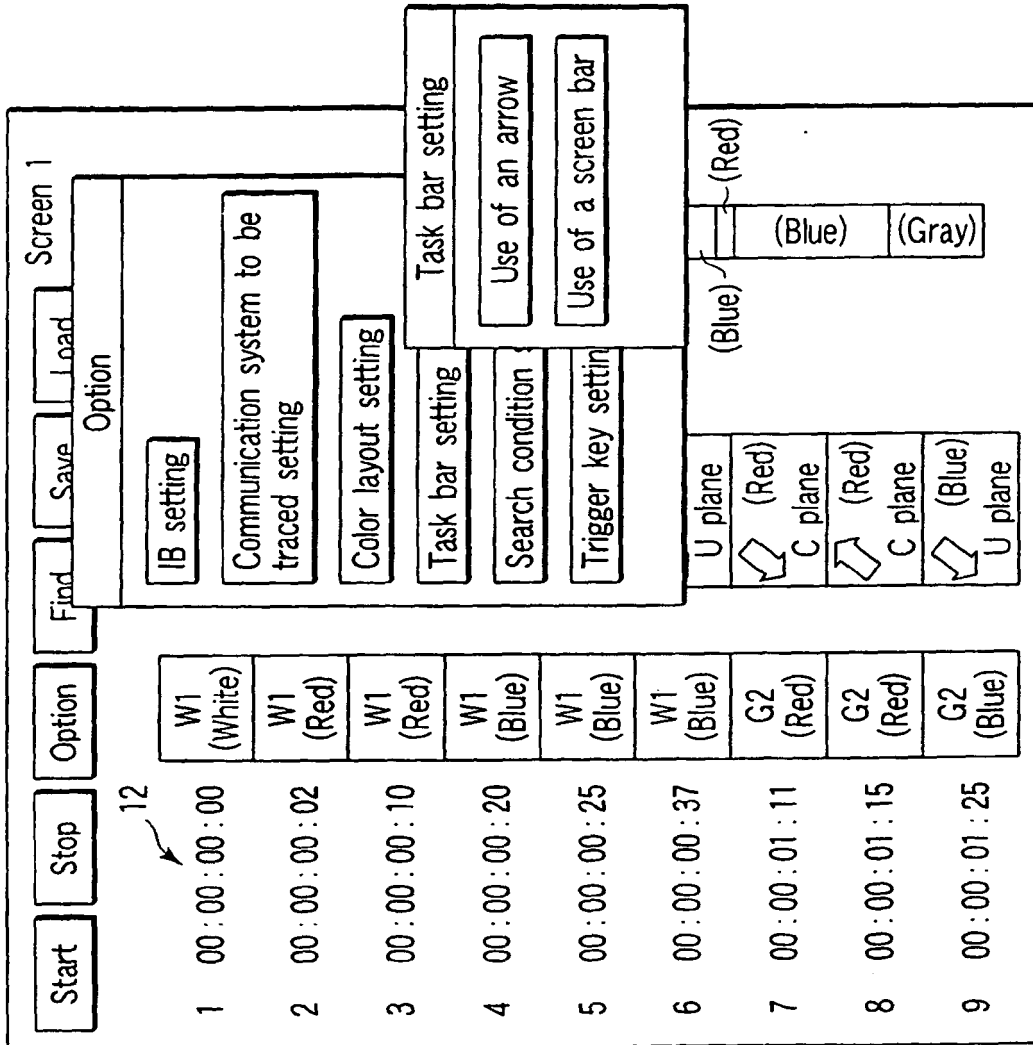 Screen 1
Start
Stop
Option
Find
Save
Load
12
Option
IB setting
Communication system to be
traced setting
Color layout setting
Task bar setting
Search condition s
Trigger key settin
Task bar setting
Use of an arrow
Use of a screen bar
1 00:00:00:00 W1
(White)
2 00:00:00:02 W1
(Red)
3 00:00:00:10 W1
(Red)
4 00:00:00:20 W1
(Blue)
5 00:00:00:25 W1
(Blue)
6 00:00:00:37 W1
(Blue)
U plane
7 00:00:01:11 G2
(Red)
(Red)
C plane
8 00:00:01:15 G2
(Red)
(Red)
C plane
9 00:00:01:25 G2
(Blue)
(Blue)
U plane
(Blue)
(Red)
(Blue)
(Gray)